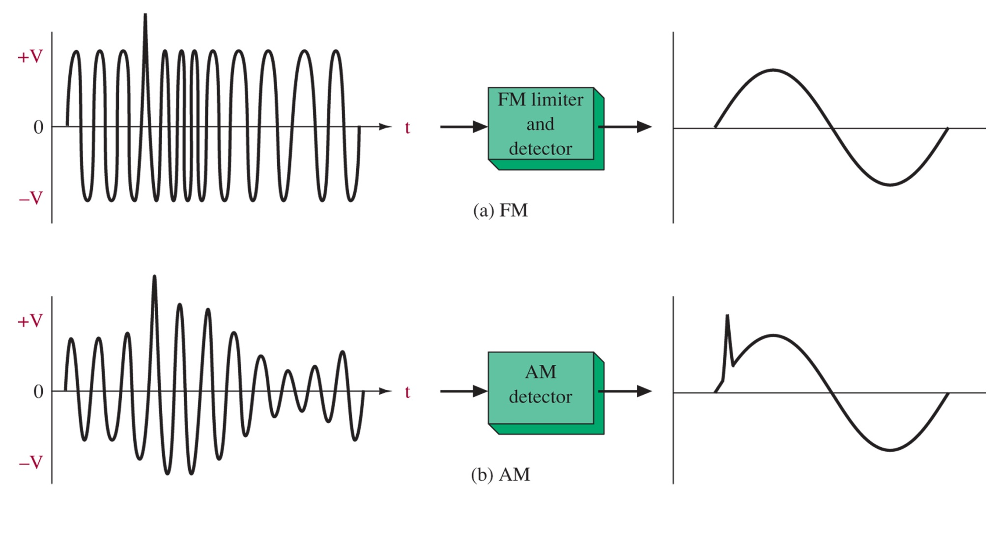 +V
0
–V
t
FM limiter
and
detector
(a) FM
+V
0
–V
t
AM
detector
(b) AM